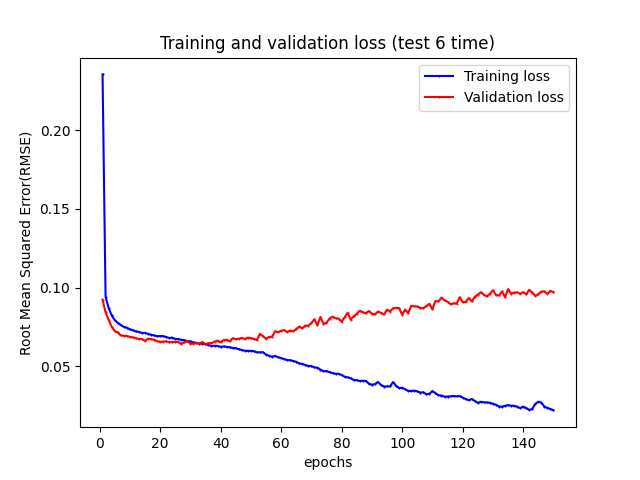 Training and validation loss (test 6 time)
Training loss
Validation loss
Root Mean Squared Error(RMSE)
0.20
0.15
0.10
0.05
0 20 40 60 80 100 120 140
epochs